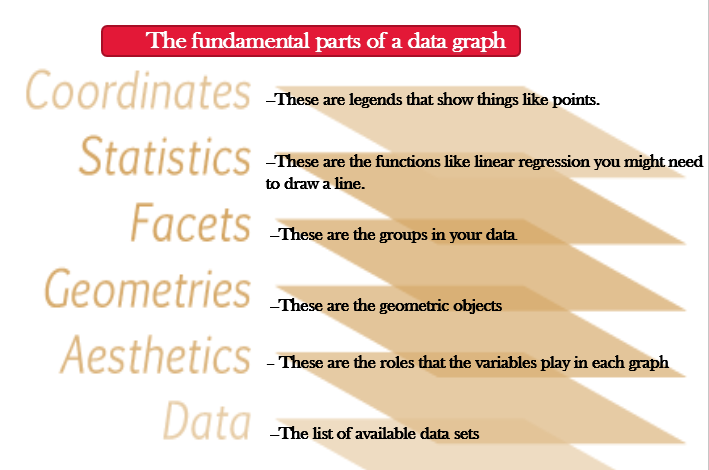 The fundamental parts of a data graph
Coordinates –These are legends that show things like points.
Statistics –These are the functions like linear regression you might need
to draw a line.
Facets –These are the groups in your data
Geometries –These are the geometric objects
Aesthetics – These are the roles that the variables play in each graph
Data –The list of available data sets